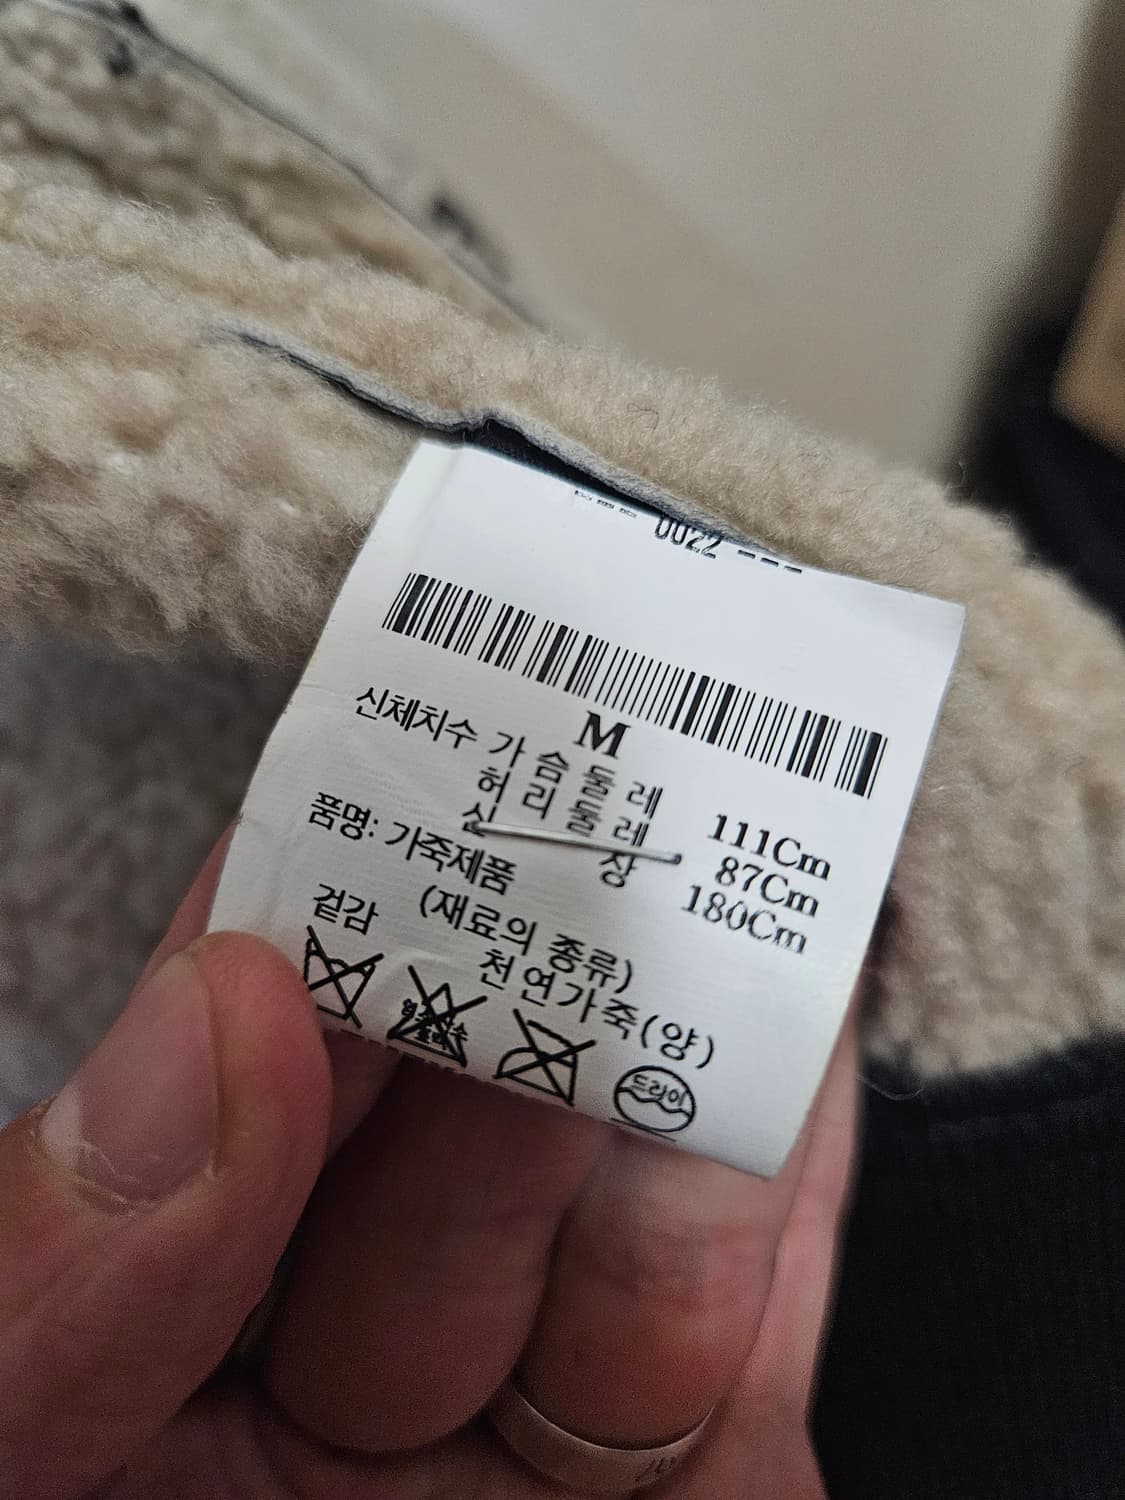 0022 ---
M
신체치수 가슴둘레 111Cm
허리둘레 87Cm
신 장 180Cm
품명: 가죽제품
(재료의 종류)
겉감 천연가죽(양)
드라이